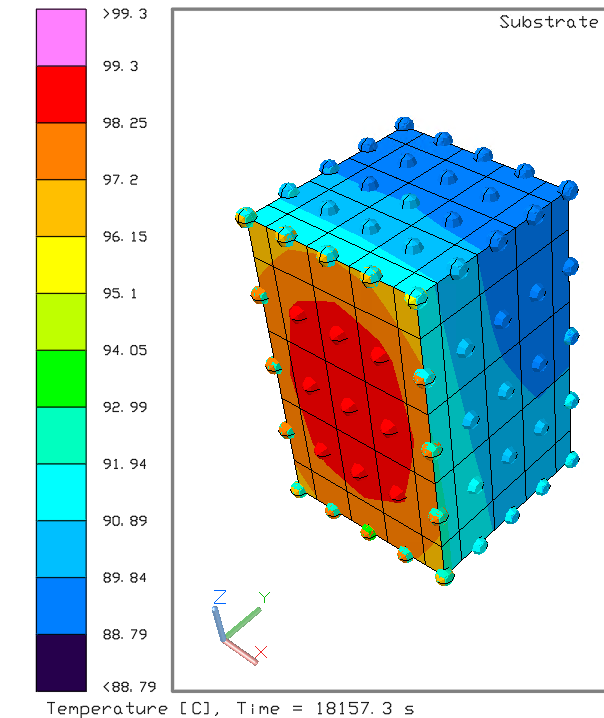 Substrate
>99.3
99.3
98.25
97.2
96.15
95.1
94.05
92.99
91.94
90.89
89.84
88.79
<88.79
Z
Y
X
Temperature [C], Time = 18157.3 s